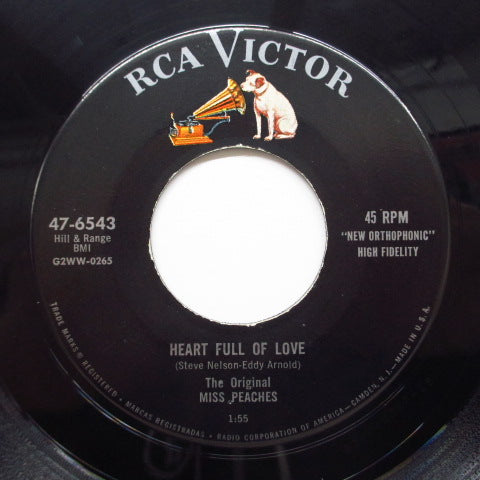 RCA VICTOR
47-6543
Hill & Range
BMI
G2WW-0265
45 RPM
"NEW ORTHOPHONIC"
HIGH FIDELITY
HEART FULL OF LOVE
(Steve Nelson-Eddy Arnold)
The Original
MISS PEACHES
1:55
TRADE MARKS ® REGISTERED • MARCAS REGISTRADAS • RADIO CORPORATION OF AMERICA—CAMDEN, N. J.—MADE IN U.S.A.